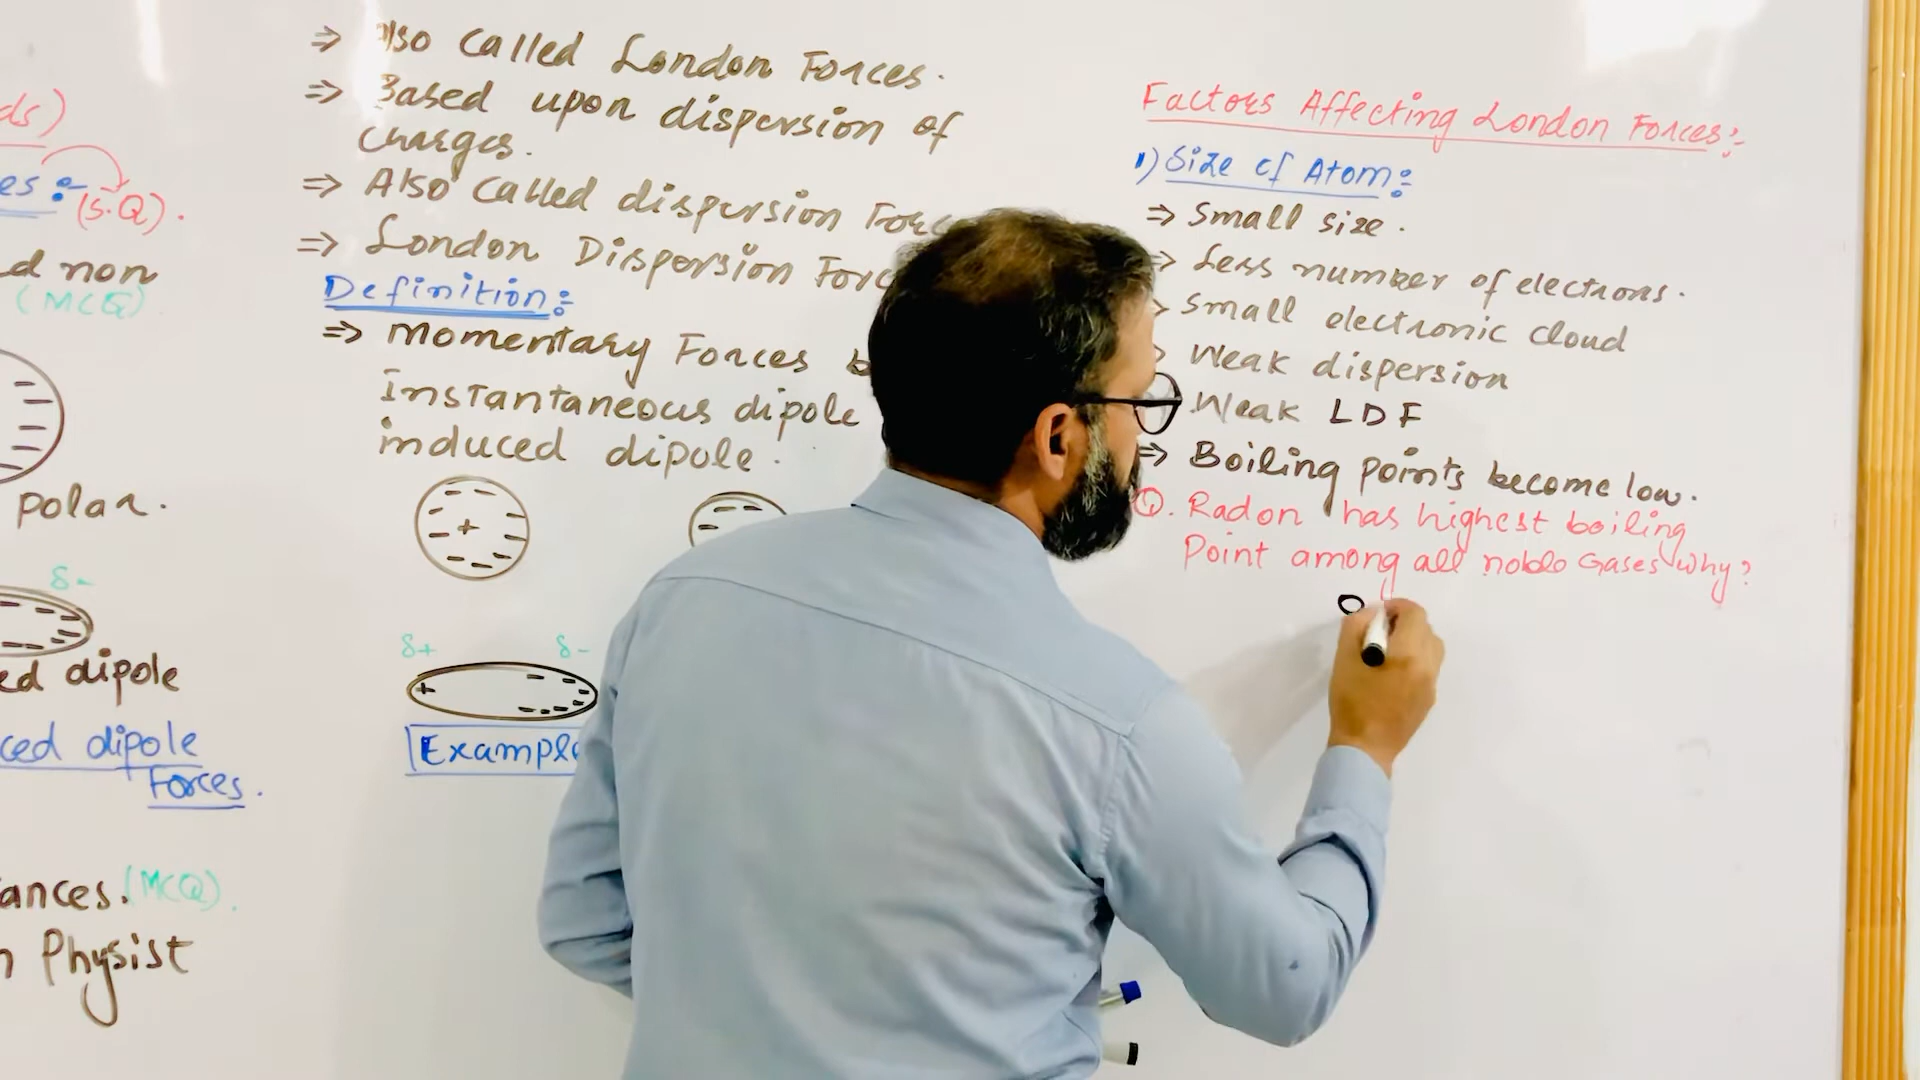 ds)
es :- (S.Q).
d non
(MCQ)
polar.
δ-
ed dipole
ced dipole
Forces.
ances. (MCQ).
n Physist
⇒ Also Called London Forces.
⇒ Based upon dispersion of
Charges.
⇒ Also Called dispersion Forc
⇒ London Dispersion Forc
Definition:-
⇒ Momentary Forces b
Instantaneous dipole
induced dipole.
+
δ+ δ-
+
Example
Factors Affecting London Forces:-
1) Size of Atom:-
⇒ Small size.
⇒ Less number of electrons.
Small electronic cloud
Weak dispersion
Weak LDF
⇒ Boiling points become low.
Q. Radon has highest boiling
Point among all noble Gases why?